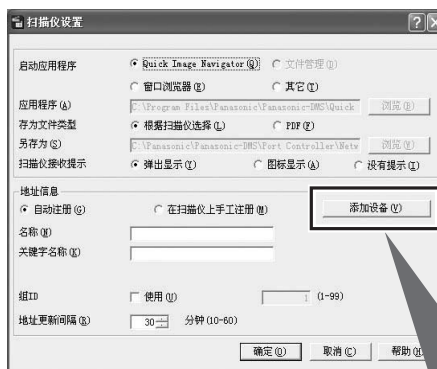 扫描仪设置
启动应用程序 Quick Image Navigator(Q) 文件管理(D)
窗口浏览器(E) 其它(T)
应用程序(A) C:\Program Files\Panasonic\Panasonic-DMS\Quick 浏览(B)
存为文件类型 根据扫描仪选择(L) PDF(F)
另存为(S) C:\Panasonic\Panasonic-DMS\Port Controller\Netw 浏览(W)
扫描仪接收提示 弹出显示(Y) 图标显示(A) 没有提示(I)
地址信息
自动注册(G) 在扫描仪上手工注册(M) 添加设备(V)
名称(N)
关键字名称(K)
组ID 使用(U) 1 (1-99)
地址更新间隔(R) 30 分钟(10-60)
确定(O) 取消(C) 帮助(H)